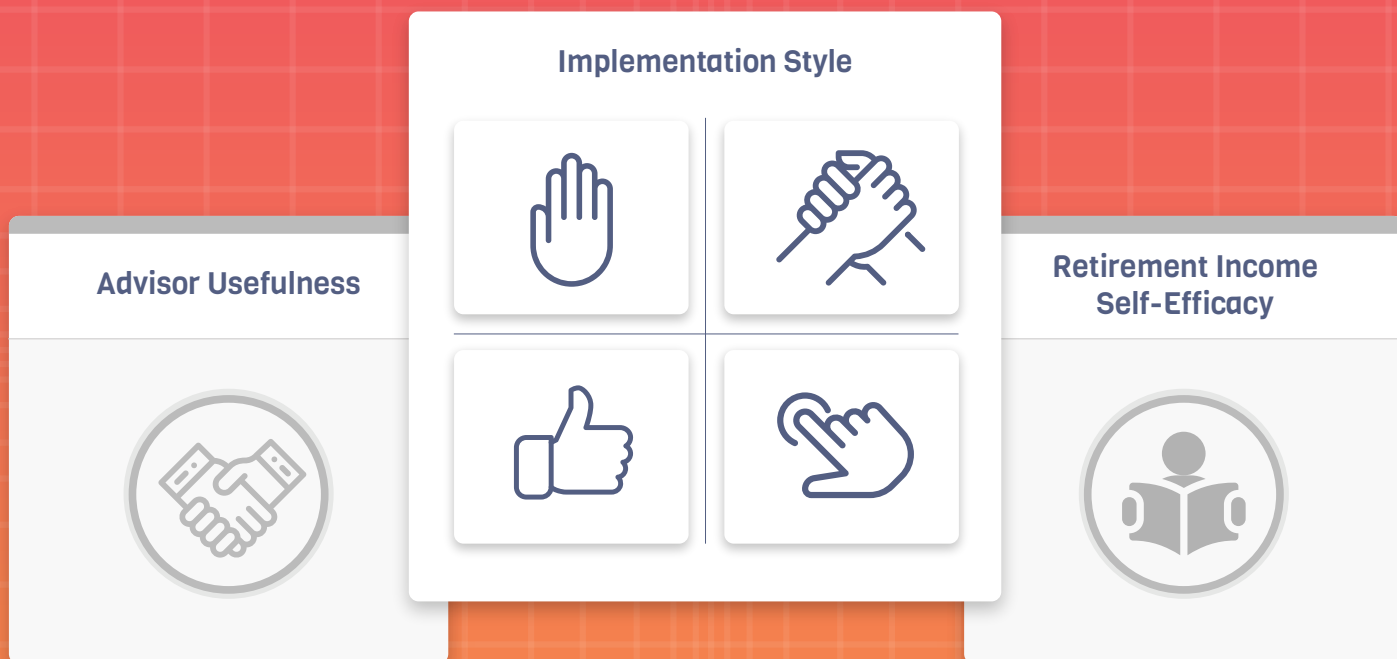 Implementation Style
Advisor Usefulness
Retirement Income
Self-Efficacy